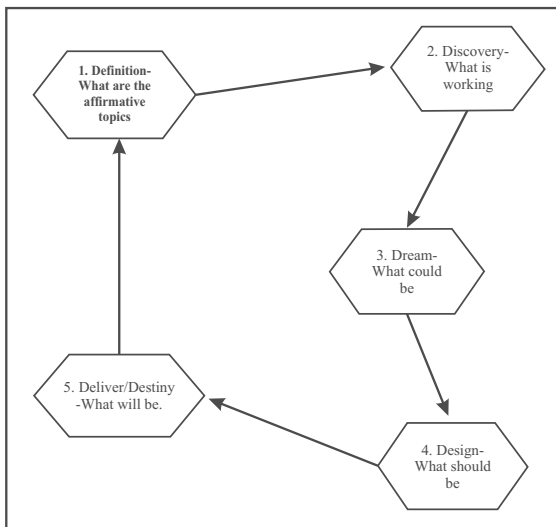 1. Definition-
What are the
affirmative
topics
2. Discovery-
What is
working
3. Dream-
What could
be
4. Design-
What should
be
5. Deliver/Destiny
-What will be.